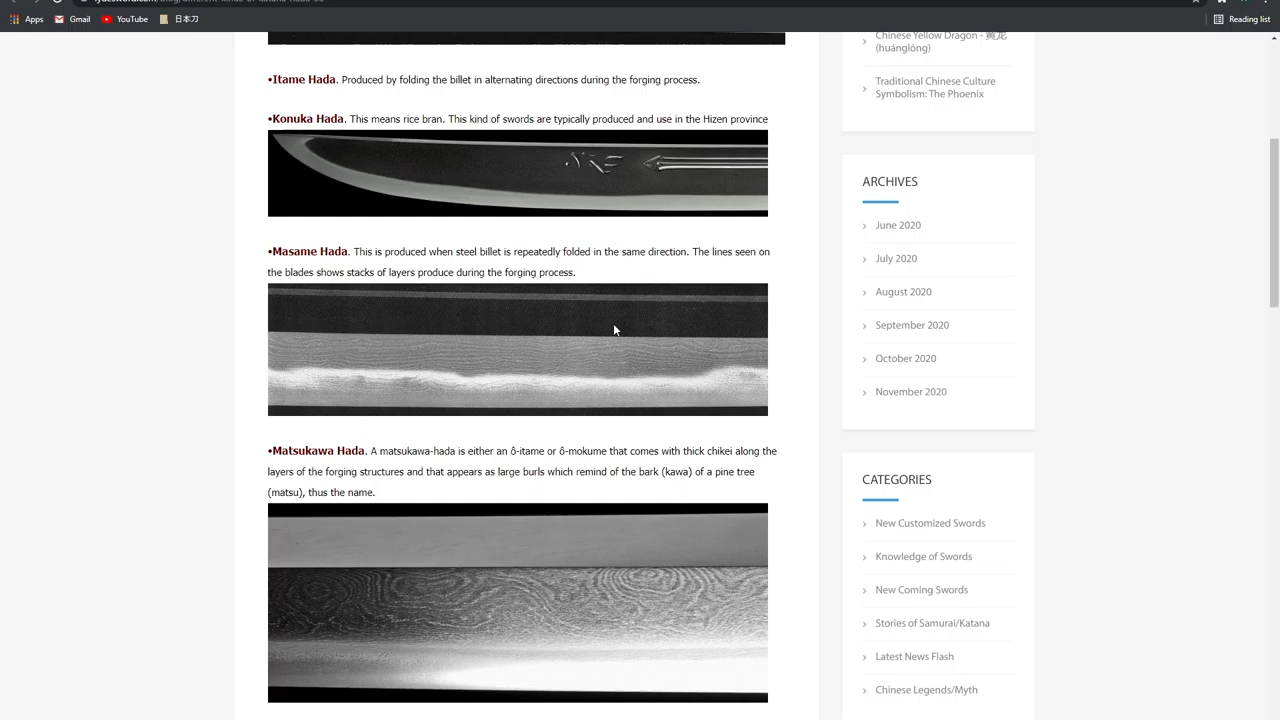 Apps
Gmail
YouTube
日本刀
Reading list
•Itame Hada. Produced by folding the billet in alternating directions during the forging process.
•Konuka Hada. This means rice bran. This kind of swords are typically produced and use in the Hizen province
•Masame Hada. This is produced when steel billet is repeatedly folded in the same direction. The lines seen on
the blades shows stacks of layers produce during the forging process.
•Matsukawa Hada. A matsukawa-hada is either an ô-itame or ô-mokume that comes with thick chikei along the
layers of the forging structures and that appears as large burls which remind of the bark (kawa) of a pine tree
(matsu), thus the name.
Chinese Yellow Dragon - 黄龙
(huánglóng)
Traditional Chinese Culture
Symbolism: The Phoenix
ARCHIVES
June 2020
July 2020
August 2020
September 2020
October 2020
November 2020
CATEGORIES
New Customized Swords
Knowledge of Swords
New Coming Swords
Stories of Samurai/Katana
Latest News Flash
Chinese Legends/Myth